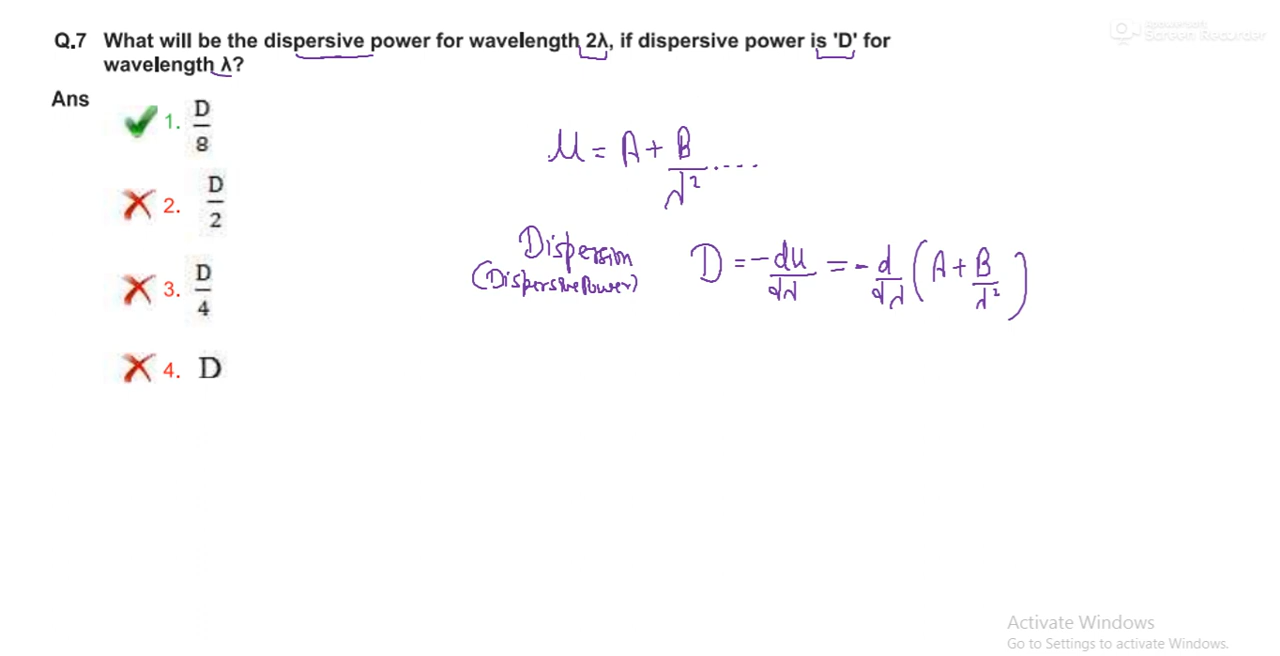 Q.7 What will be the dispersive power for wavelength 2λ, if dispersive power is 'D' for
wavelength λ?
Ans
1. D/8
2. D/2
3. D/4
4. D
μ = A + B/λ² ....
Dispersion
(Dispersive Power)
D = -dμ/dλ = -d/dλ (A + B/λ²)
Screen Recorder
Activate Windows
Go to Settings to activate Windows.